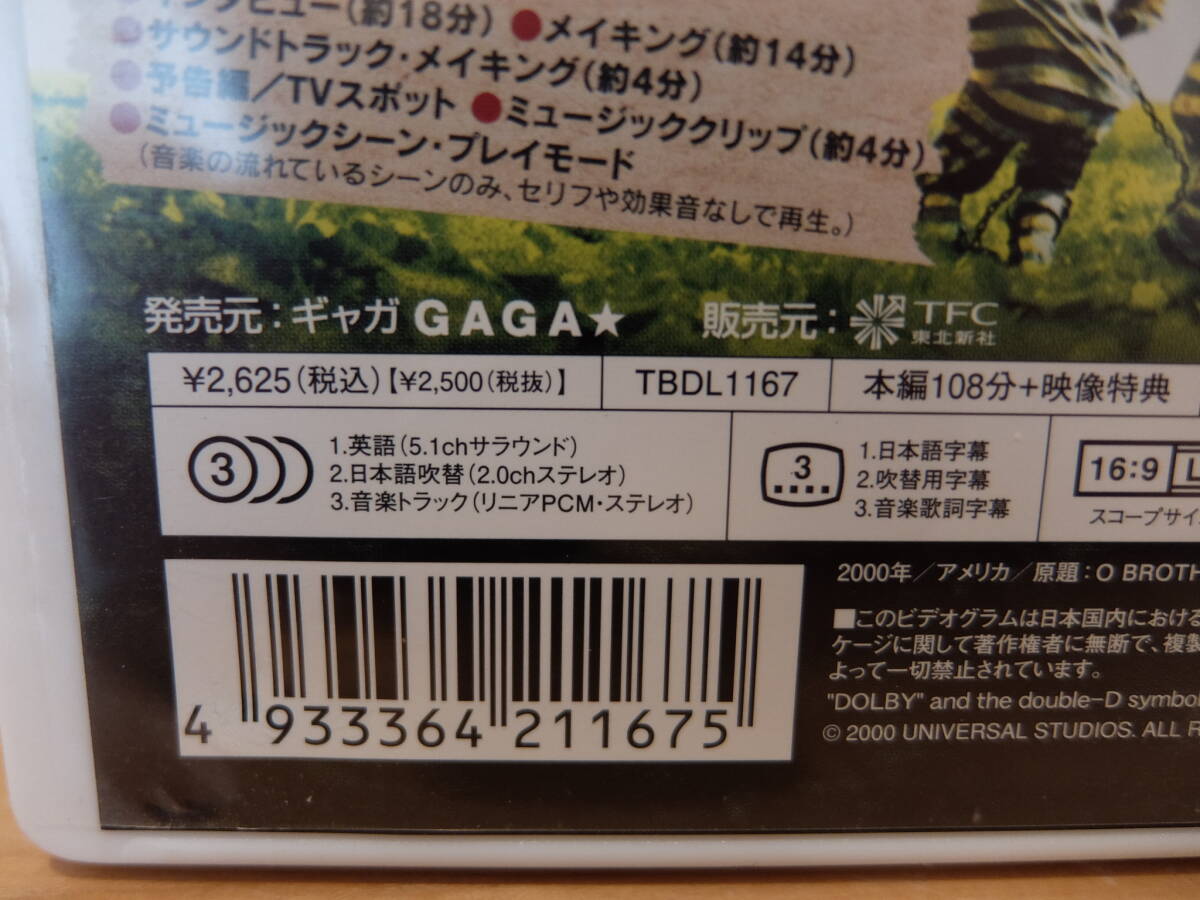 タビュー(約18分) ●メイキング(約14分)
●サウンドトラック・メイキング(約4分)
●予告編/TVスポット ●ミュージッククリップ(約4分)
●ミュージックシーン・プレイモード
(音楽の流れているシーンのみ、セリフや効果音なしで再生。)
発売元:ギャガ GAGA★ 販売元: TFC 東北新社
¥2,625(税込)【¥2,500(税抜)】 TBDL1167 本編108分+映像特典
3 1.英語(5.1chサラウンド)
2.日本語吹替(2.0chステレオ)
3.音楽トラック(リニアPCM・ステレオ)
3 1.日本語字幕
2.吹替用字幕
3.音楽歌詞字幕
16:9 L
スコープサイ
2000年/アメリカ/原題:O BROTH
■このビデオグラムは日本国内における
ケージに関して著作権者に無断で、複製
よって一切禁止されています。
"DOLBY" and the double-D symbo
© 2000 UNIVERSAL STUDIOS. ALL R
4 933364 211675